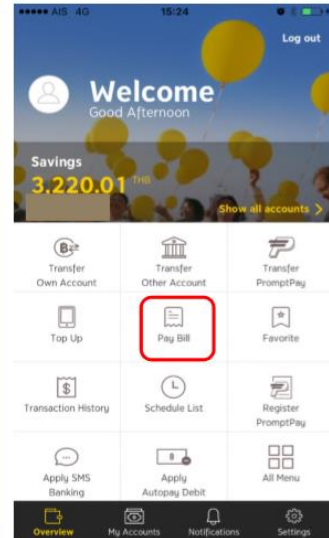 AIS 4G 15:24
Log out
Welcome
Good Afternoon
Savings
3,220.01 THB
Show all accounts
Transfer
Own Account
Transfer
Other Account
Transfer
PromptPay
Top Up
Pay Bill
Favorite
Transaction History
Schedule List
Register
PromptPay
Apply SMS
Banking
Apply
Autopay Debit
All Menu
Overview
My Accounts
Notifications
Settings